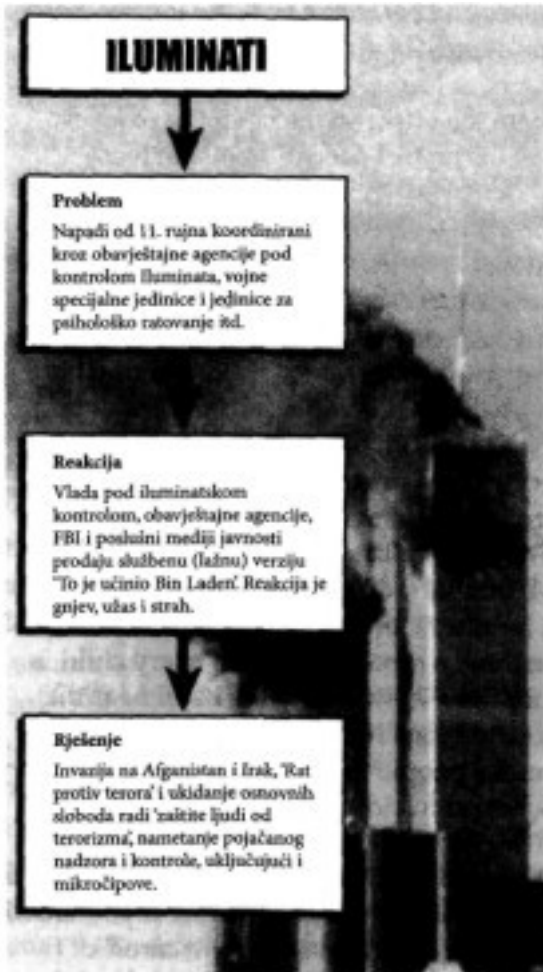 ILUMINATI
Problem
Napadi od 11. rujna koordinirani
kroz obavještajne agencije pod
kontrolom Iluminata, vojne
specijalne jedinice i jedinice za
psihološko ratovanje itd.
Reakcija
Vlada pod iluminatskom
kontrolom, obavještajne agencije,
FBI i poslušni mediji javnosti
prodaju službenu (lažnu) verziju
'To je učinio Bin Laden'. Reakcija je
gnjev, užas i strah.
Rješenje
Invazija na Afganistan i Irak, 'Rat
protiv terora' i ukidanje osnovnih
sloboda radi 'zaštite ljudi od
terorizma', nametanje pojačanog
nadzora i kontrole, uključujući i
mikročipove.